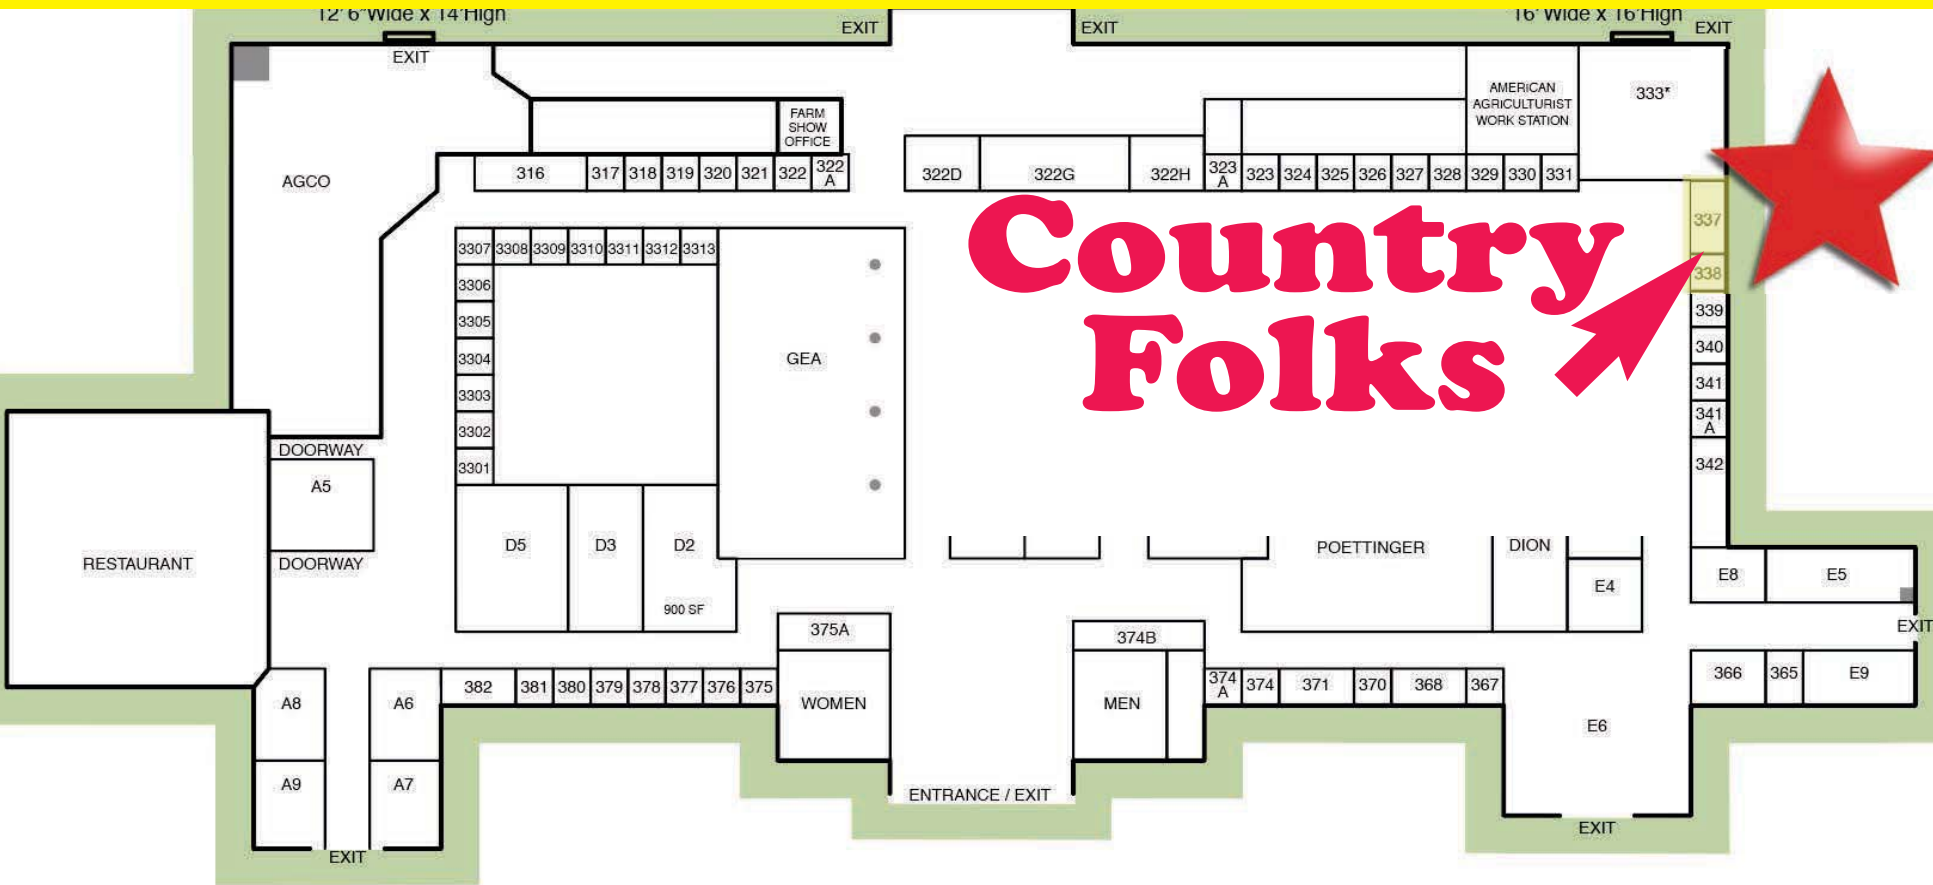 12' 6"Wide x 14'High
16' Wide x 16'High
EXIT
EXIT
EXIT
EXIT
AMERICAN
AGRICULTURIST
WORK STATION
333*
FARM
SHOW
OFFICE
AGCO
316 317 318 319 320 321 322 322
A
322D 322G 322H 323
A 323 324 325 326 327 328 329 330 331
Country
Folks
337
338
339
340
341
341
A
342
3307 3308 3309 3310 3311 3312 3313
3306
3305
3304
3303
3302
3301
GEA
DOORWAY
A5
DOORWAY
RESTAURANT
D5 D3 D2
900 SF
POETTINGER
DION
E4
E8 E5
EXIT
375A
374B
382 381 380 379 378 377 376 375
WOMEN
MEN
374
A 374 371 370 368 367
366 365 E9
A8 A6
A9 A7
E6
ENTRANCE / EXIT
EXIT
EXIT